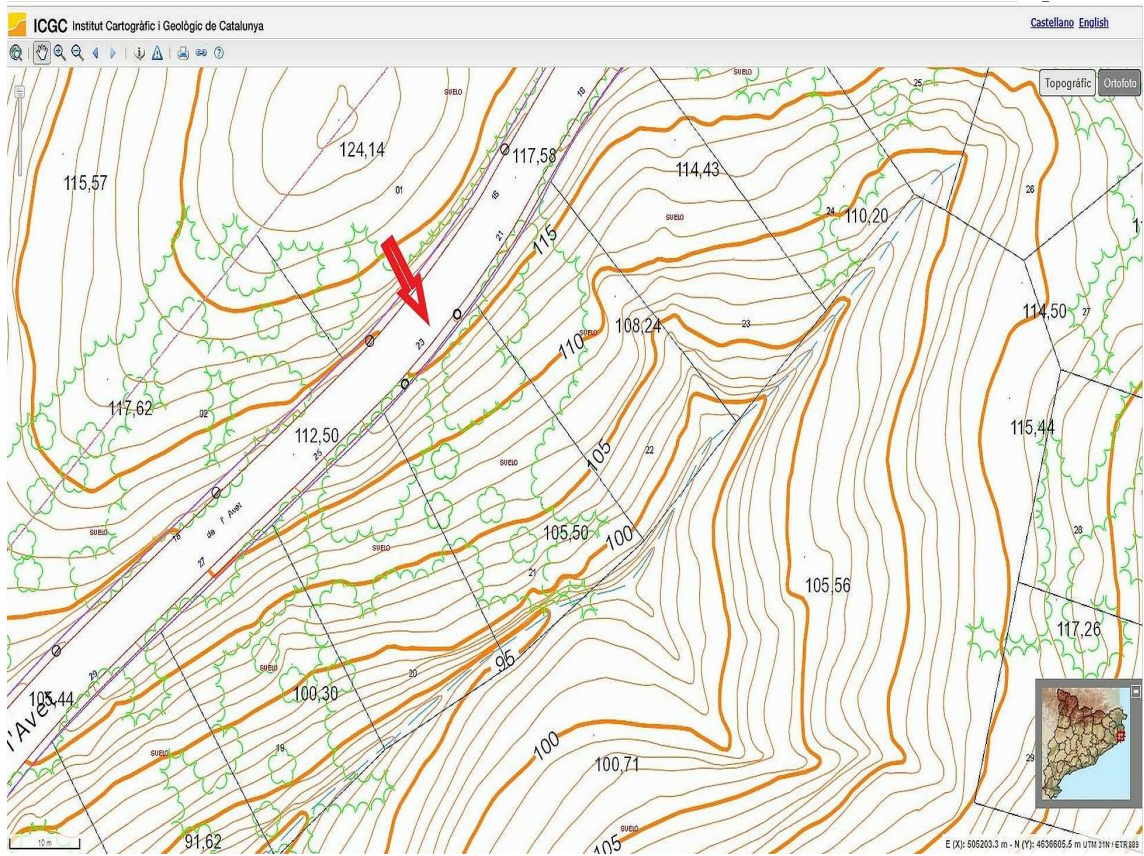 ICGC Institut Cartogràfic i Geològic de Catalunya
Castellano English
Topogràfic Ortofoto
SUELO
SUELO
25
18
124,14
117,58
115,57
01
114,43
16
26
SUELO
24
110,20
21
115
114,50
27
108,24
23
SUELO
23
110
117,62
02
112,50
115,44
25
22
SUELO
105
SUELO
de l' Avet
18
105,50
100
28
SUELO
27
21
105,56
117,26
95
20
SUELO
29
100,30
105,44
l'Avet
19
100
SUELO
100,71
29
SUELO
91,62
105
10 m
E (X): 505203.3 m - N (Y): 4636605.5 m UTM 31N / ETRS89